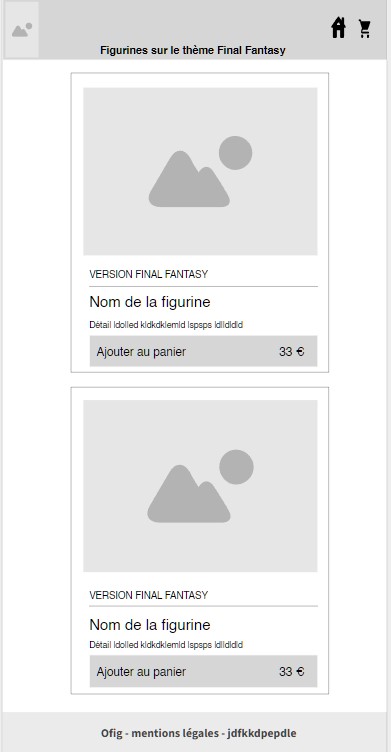 Figurines sur le thème Final Fantasy
VERSION FINAL FANTASY
Nom de la figurine
Détail ldolled kldkdklemld lspsps ldlldldld
Ajouter au panier 33 €
VERSION FINAL FANTASY
Nom de la figurine
Détail ldolled kldkdklemld lspsps ldlldldld
Ajouter au panier 33 €
Ofig - mentions légales - jdfkkdpepdle